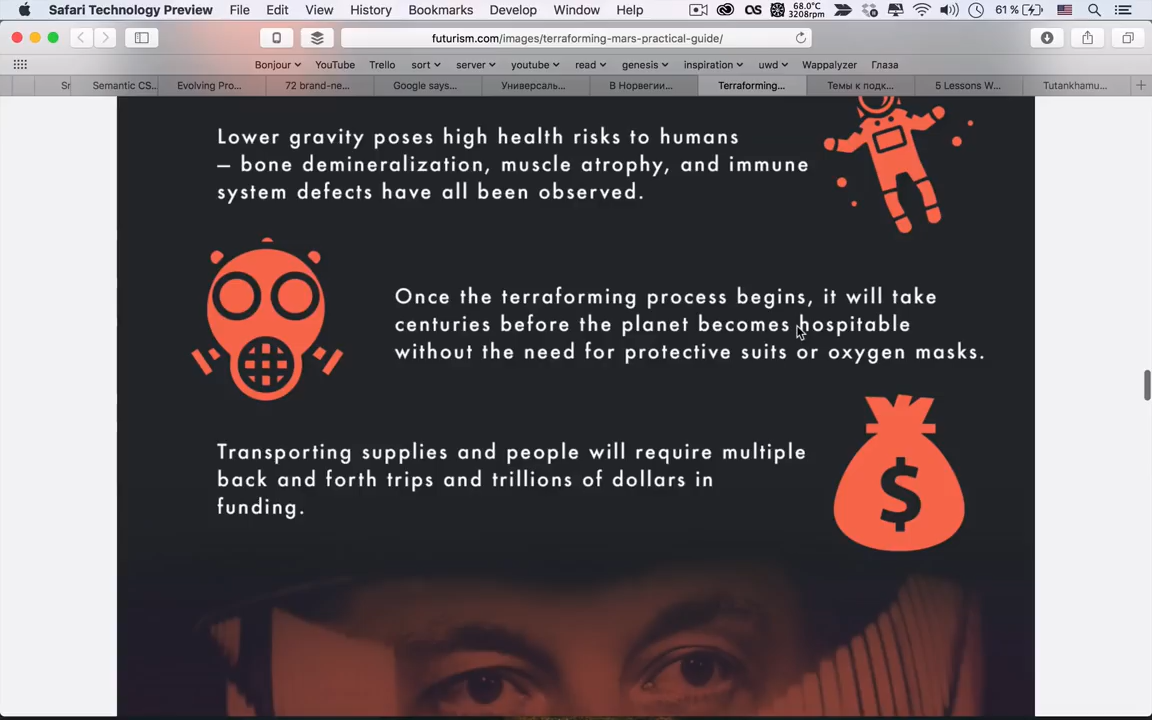 Safari Technology Preview File Edit View History Bookmarks Develop Window Help 68.0°C 3208rpm 61 %
futurism.com/images/terraforming-mars-practical-guide/
Bonjour YouTube Trello sort server youtube read genesis inspiration uwd Wappalyzer Глаза
Sr Semantic CS... Evolving Pro... 72 brand-ne... Google says... Универсаль... В Норвегии... Terraforming... Темы к подк... 5 Lessons W... Tutankhamu...
Lower gravity poses high health risks to humans
— bone demineralization, muscle atrophy, and immune
system defects have all been observed.
Once the terraforming process begins, it will take
centuries before the planet becomes hospitable
without the need for protective suits or oxygen masks.
Transporting supplies and people will require multiple
back and forth trips and trillions of dollars in
funding.
$